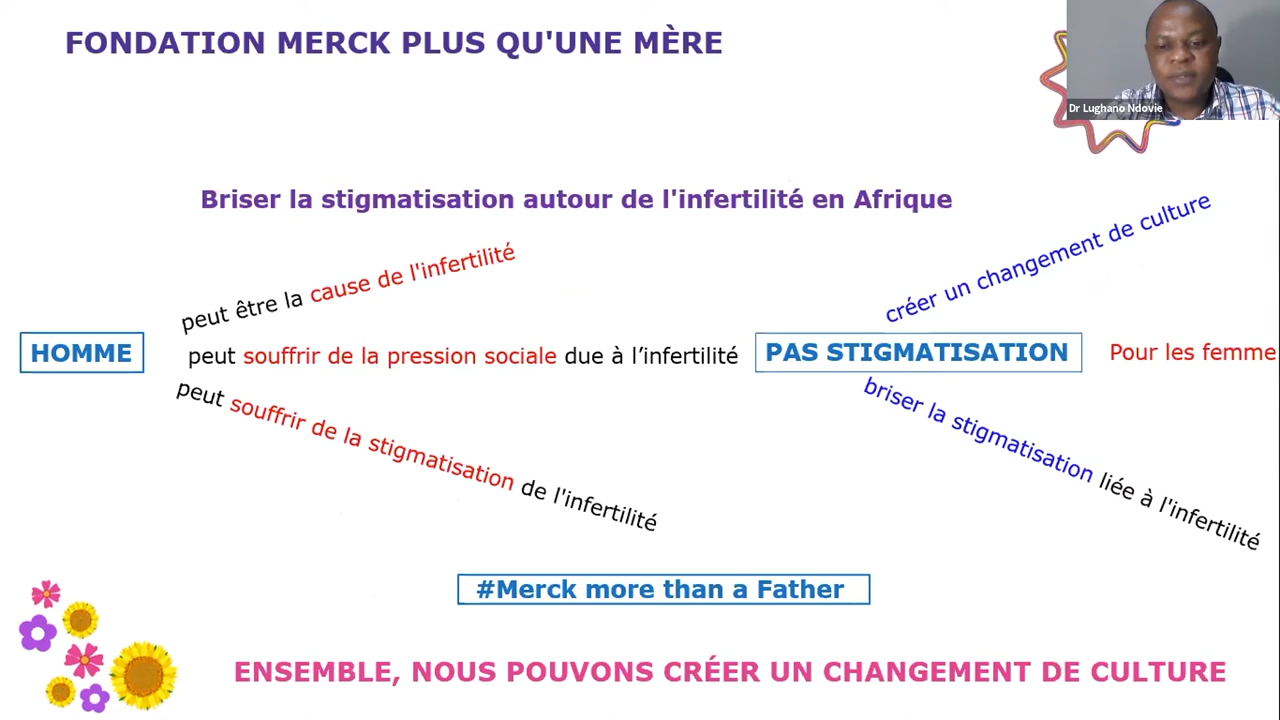 FONDATION MERCK PLUS QU'UNE MÈRE
Dr Lughano Ndovie
Briser la stigmatisation autour de l'infertilité en Afrique
peut être la cause de l'infertilité
créer un changement de culture
HOMME
peut souffrir de la pression sociale due à l’infertilité
PAS STIGMATISATION
Pour les femme
peut souffrir de la stigmatisation de l'infertilité
briser la stigmatisation liée à l'infertilité
#Merck more than a Father
ENSEMBLE, NOUS POUVONS CRÉER UN CHANGEMENT DE CULTURE